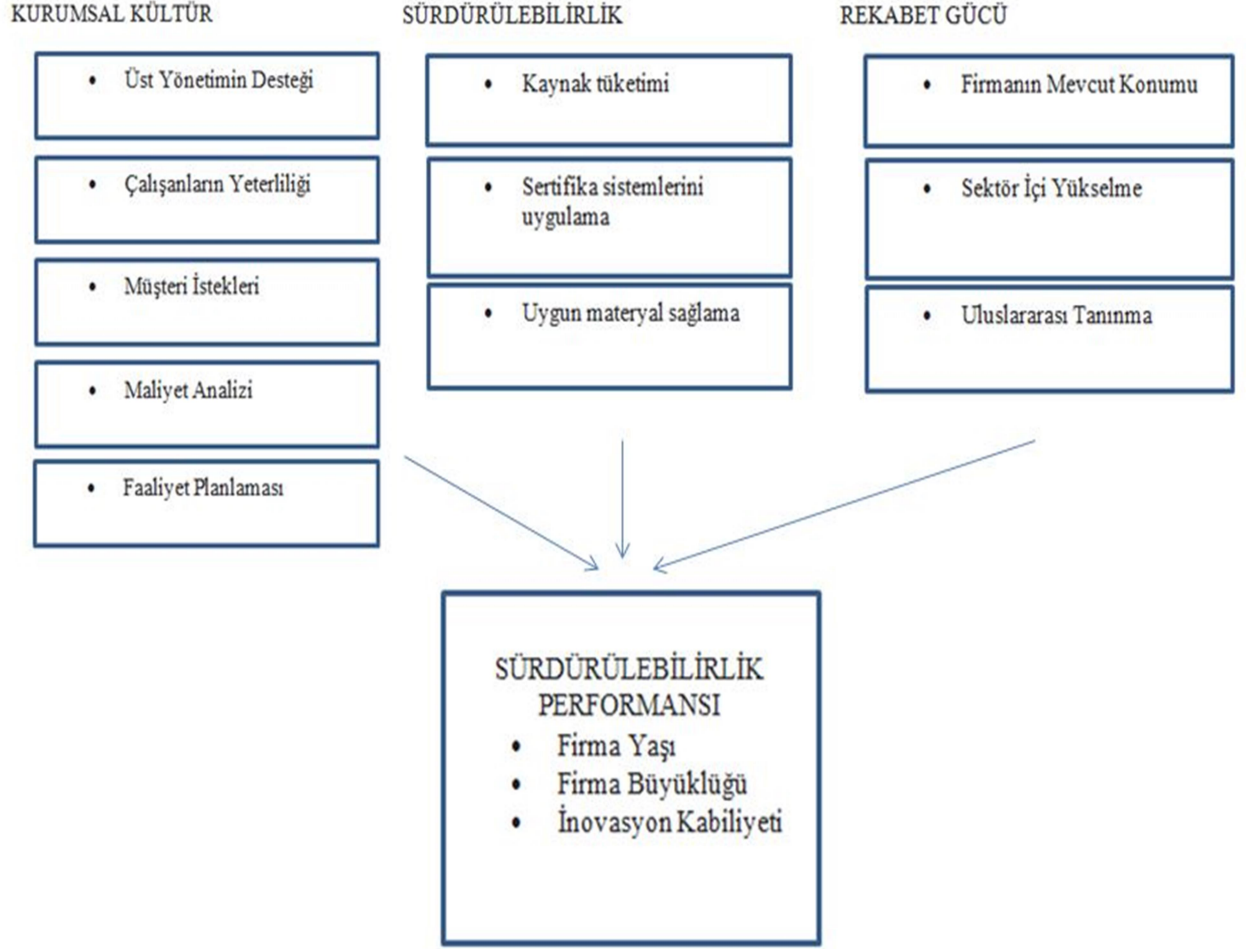 KURUMSAL KÜLTÜR
• Üst Yönetimin Desteği
• Çalışanların Yeterliliği
• Müşteri İstekleri
• Maliyet Analizi
• Faaliyet Planlaması
SÜRDÜRÜLEBİLİRLİK
• Kaynak tüketimi
• Sertifika sistemlerini
uygulama
• Uygun materyal sağlama
REKABET GÜCÜ
• Firmanın Mevcut Konumu
• Sektör İçi Yükselme
• Uluslararası Tanınma
SÜRDÜRÜLEBİLİRLİK
PERFORMANSI
• Firma Yaşı
• Firma Büyüklüğü
• İnovasyon Kabiliyeti